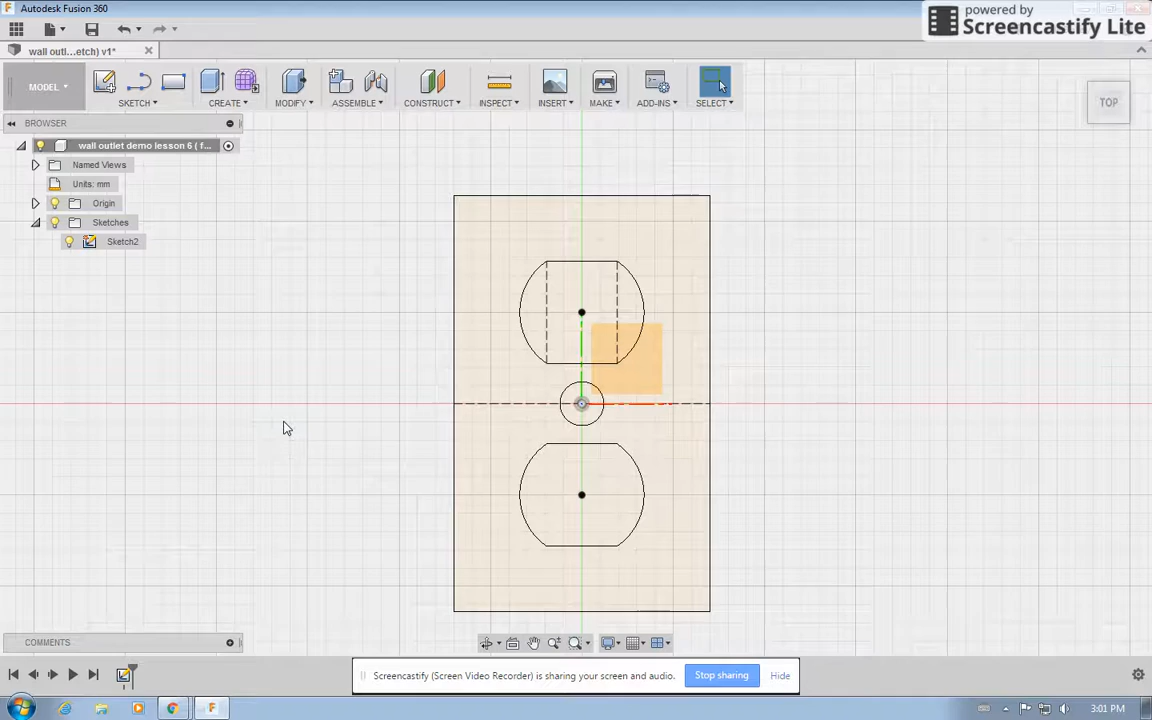 Autodesk Fusion 360
powered by
Screencastify Lite
wall outl...etch) v1*
MODEL
SKETCH
CREATE
MODIFY
ASSEMBLE
CONSTRUCT
INSPECT
INSERT
MAKE
ADD-INS
SELECT
TOP
BROWSER
wall outlet demo lesson 6 ( f...
Named Views
Units: mm
Origin
Sketches
Sketch2
COMMENTS
Screencastify (Screen Video Recorder) is sharing your screen and audio.
Stop sharing
Hide
3:01 PM